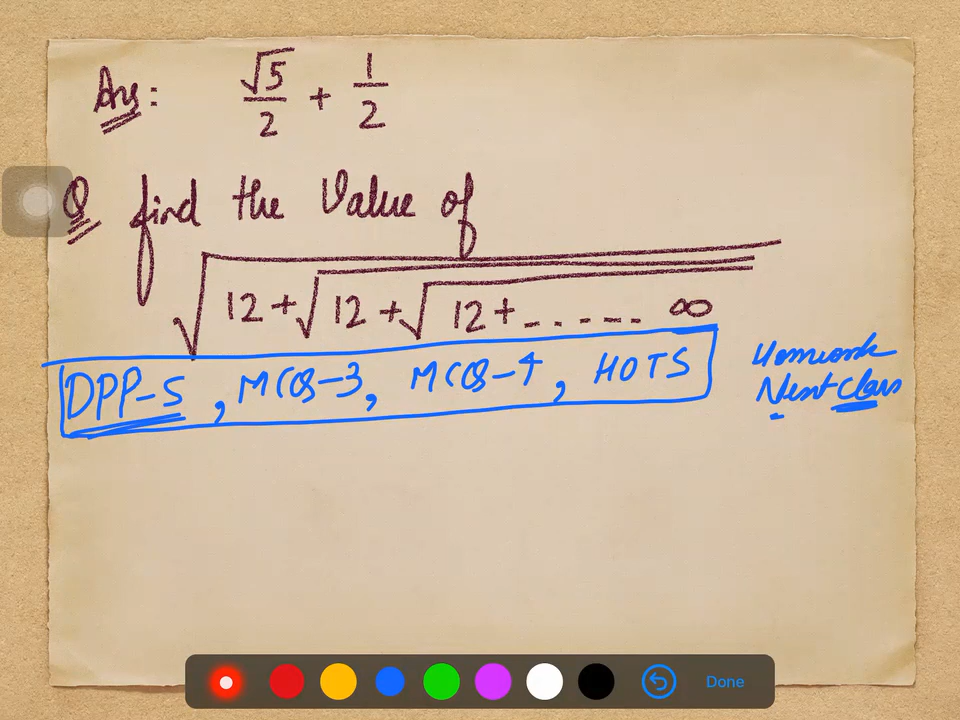 Ans: √5/2 + 1/2
Q find the Value of
√12+√12+√12+----- ∞
DPP-5, MCQ-3, MCQ-4, HOTS
Homework
Next class
Done